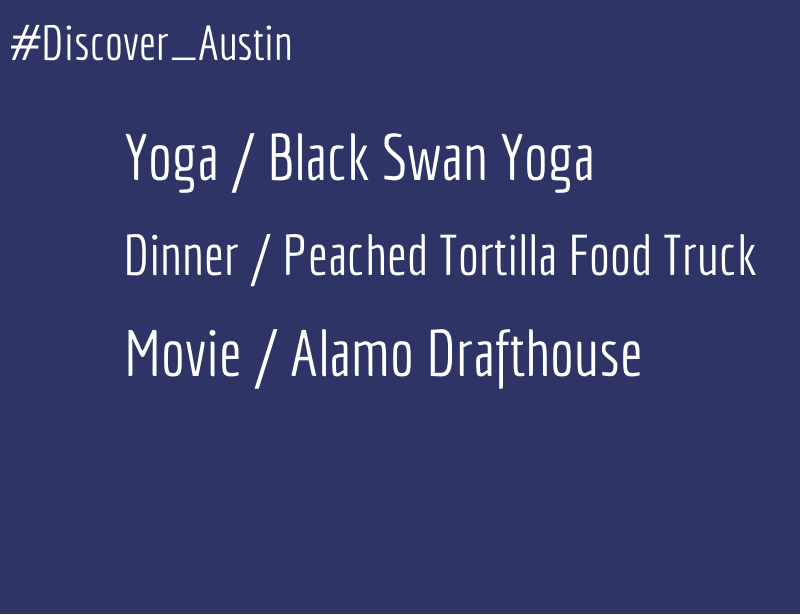 #Discover_Austin
Yoga / Black Swan Yoga
Dinner / Peached Tortilla Food Truck
Movie / Alamo Drafthouse